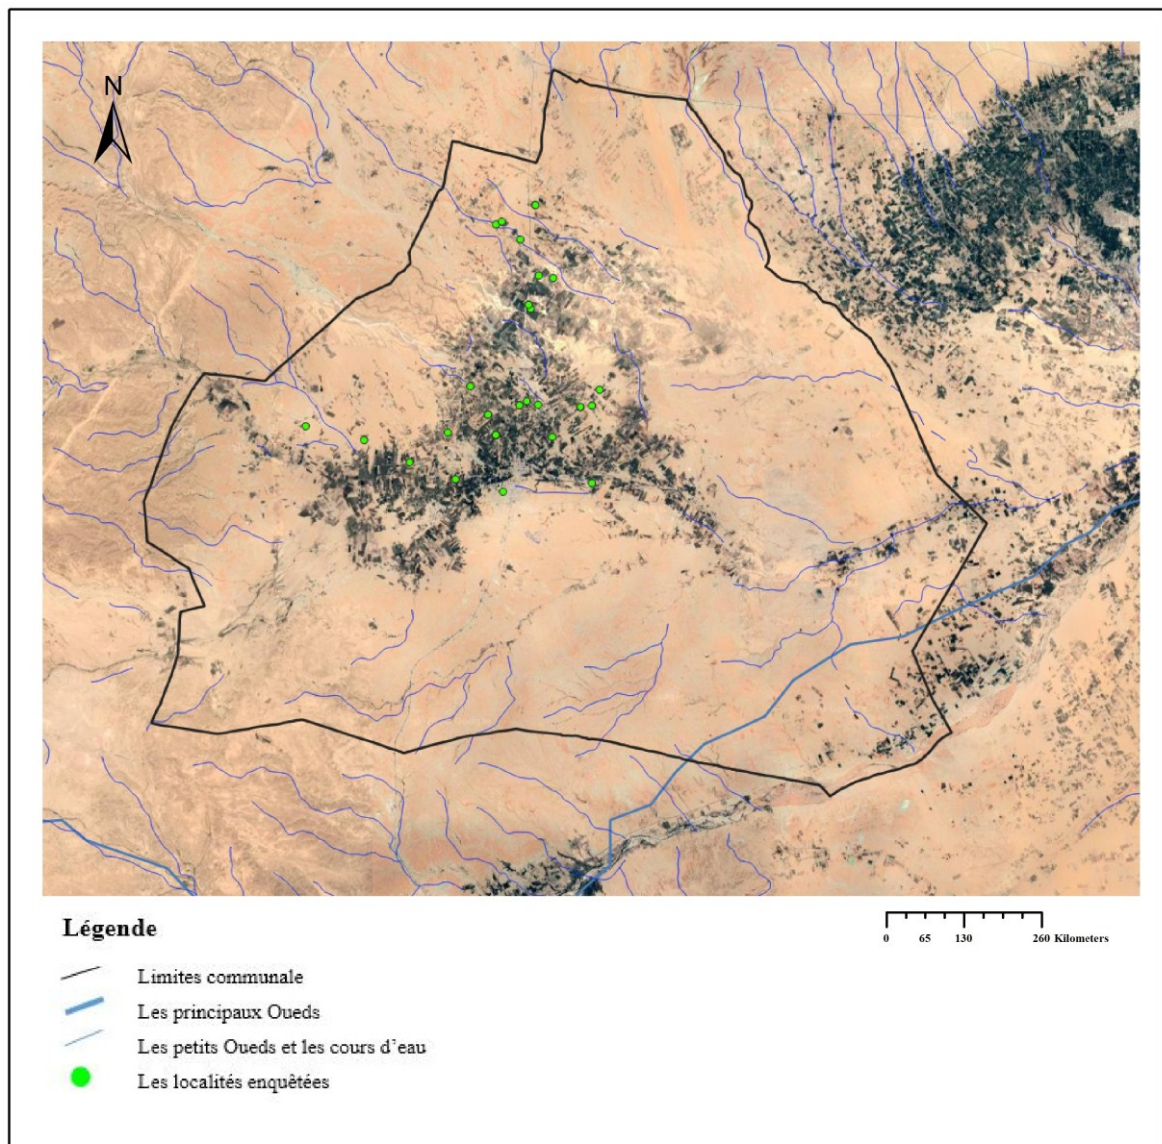 N
Légende
0 65 130 260 Kilometers
Limites communale
Les principaux Oueds
Les petits Oueds et les cours d’eau
Les localités enquêtées